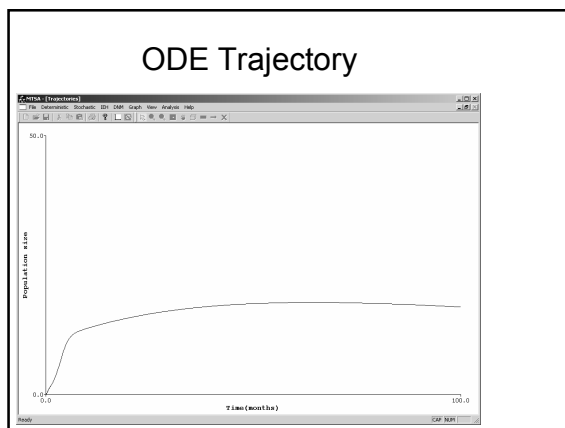 ODE Trajectory
MTSA - [Trajectories]
File Deterministic Stochastic IEH DNM Graph View Analysis Help
50.0
Population size
0.0
0.0
100.0
Time(months)
Ready
CAP NUM